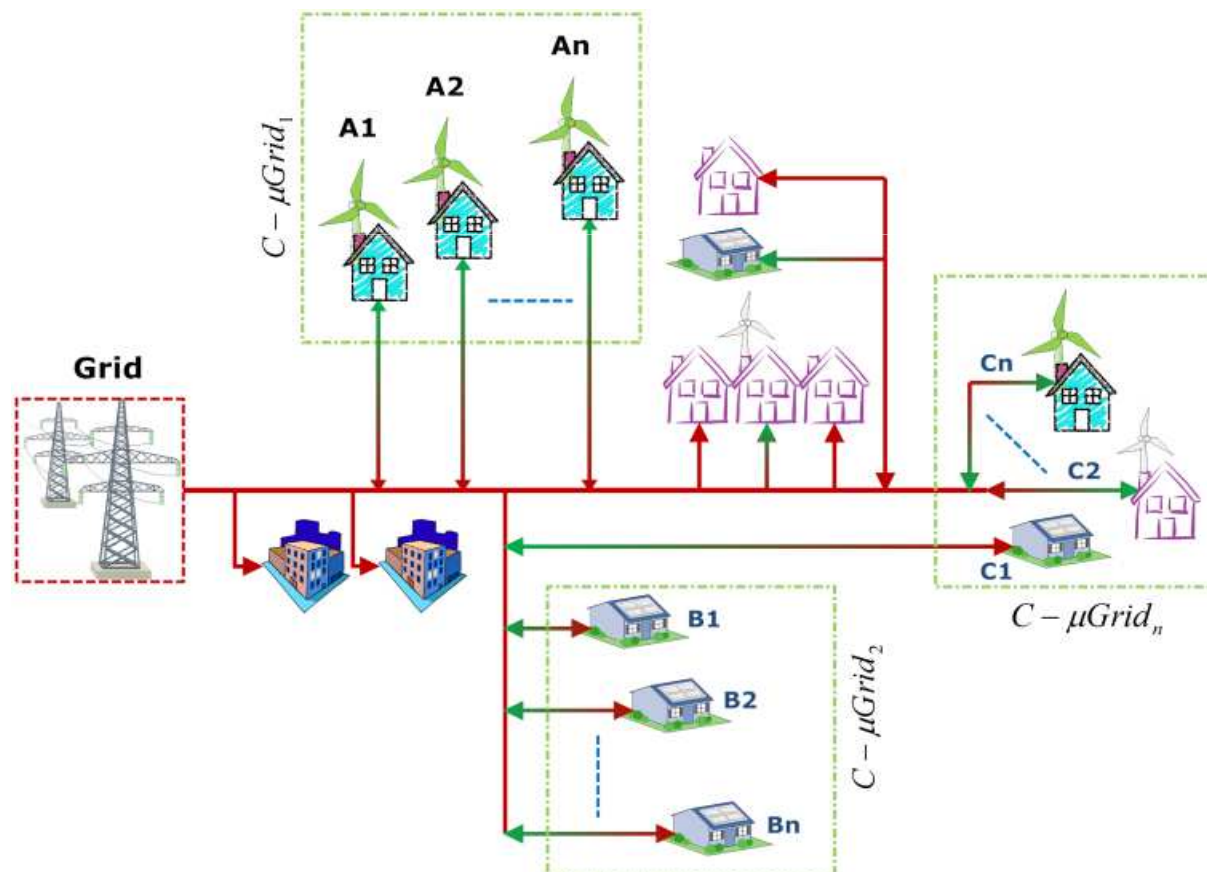 An
A2
A1
C − μGrid₁
Grid
Cn
C2
C1
C − μGridₙ
B1
B2
Bn
C − μGrid₂